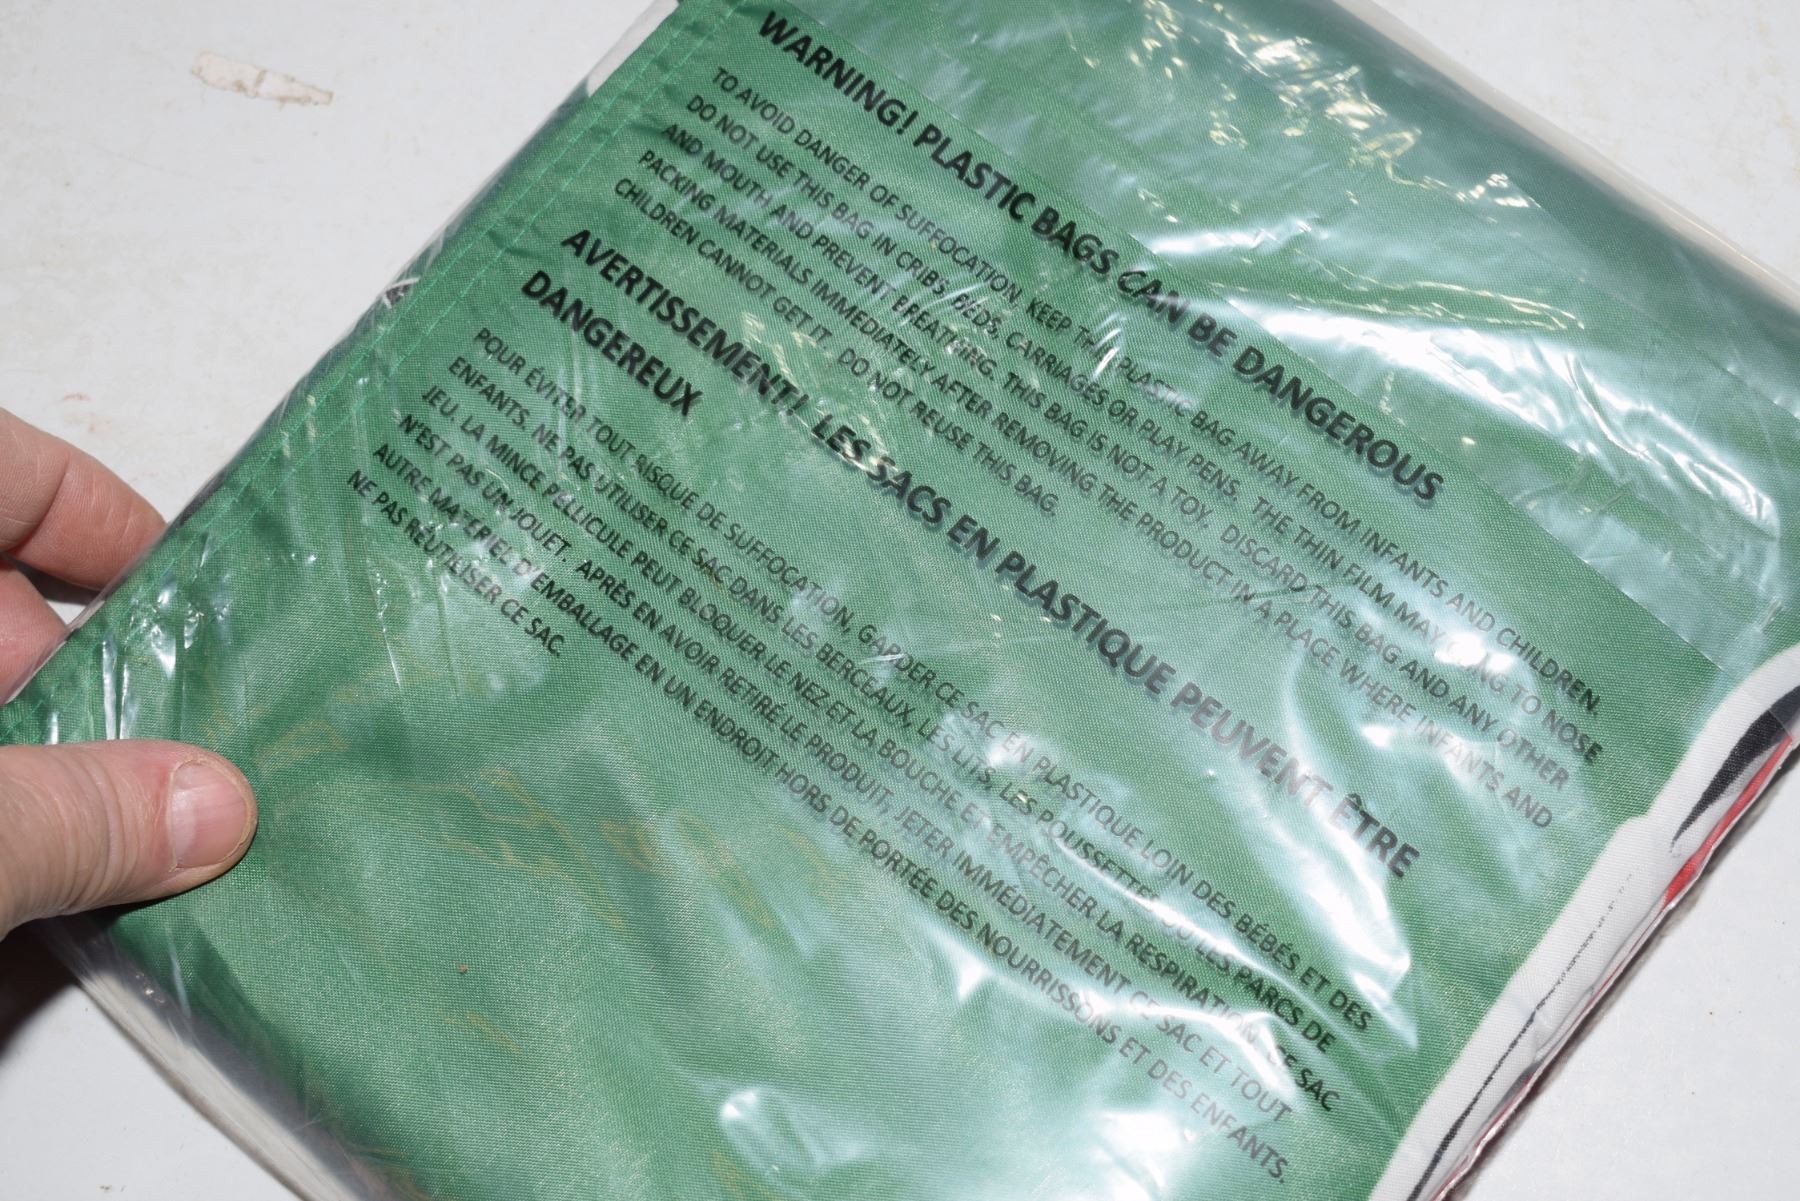 WARNING! PLASTIC BAGS CAN BE DANGEROUS
TO AVOID DANGER OF SUFFOCATION, KEEP THIS PLASTIC BAG AWAY FROM INFANTS AND CHILDREN.
DO NOT USE THIS BAG IN CRIBS, BEDS, CARRIAGES OR PLAY PENS. THE THIN FILM MAY CLING TO NOSE
AND MOUTH AND PREVENT BREATHING. THIS BAG IS NOT A TOY. DISCARD THIS BAG AND ANY OTHER
PACKING MATERIALS IMMEDIATELY AFTER REMOVING THE PRODUCT IN A PLACE WHERE INFANTS AND
CHILDREN CANNOT GET IT. DO NOT REUSE THIS BAG.
AVERTISSEMENT! LES SACS EN PLASTIQUE PEUVENT ÊTRE
DANGEREUX
POUR ÉVITER TOUT RISQUE DE SUFFOCATION, GARDER CE SAC EN PLASTIQUE LOIN DES BÉBÉS ET DES
ENFANTS. NE PAS UTILISER CE SAC DANS LES BERCEAUX, LES LITS, LES POUSSETTES OU LES PARCS DE
JEU. LA MINCE PELLICULE PEUT BLOQUER LE NEZ ET LA BOUCHE ET EMPÊCHER LA RESPIRATION. CE SAC
N'EST PAS UN JOUET. APRÈS EN AVOIR RETIRÉ LE PRODUIT, JETER IMMÉDIATEMENT CE SAC ET TOUT
AUTRE MATERIEL D'EMBALLAGE EN UN ENDROIT HORS DE PORTÉE DES NOURRISSONS ET DES ENFANTS.
NE PAS RÉUTILISER CE SAC.